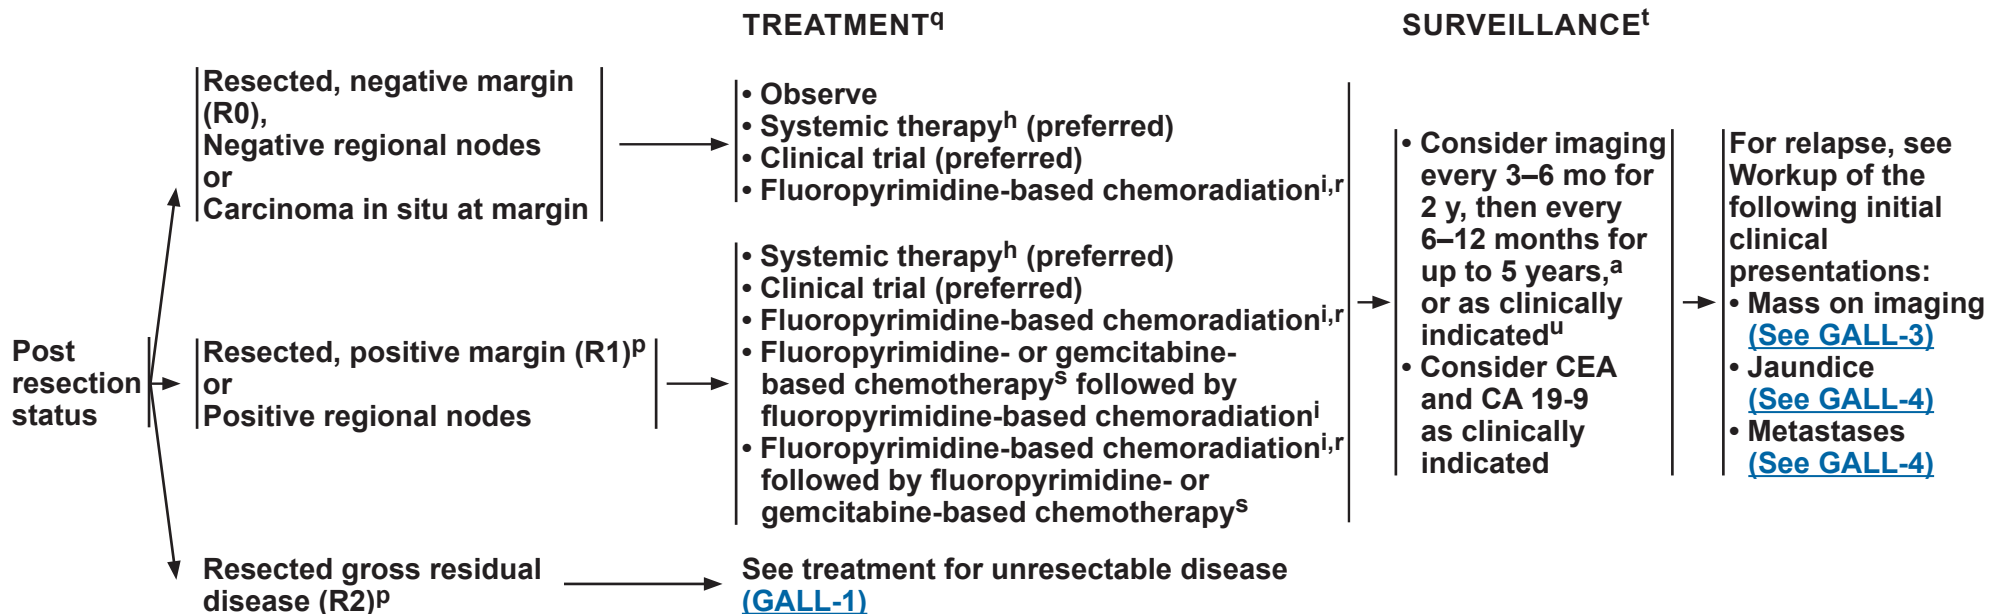 TREATMENTq
SURVEILLANCEt
Post
resection
status
Resected, negative margin
(R0),
Negative regional nodes
or
Carcinoma in situ at margin
• Observe
• Systemic therapyh (preferred)
• Clinical trial (preferred)
• Fluoropyrimidine-based chemoradiationi,r
Resected, positive margin (R1)p
or
Positive regional nodes
• Systemic therapyh (preferred)
• Clinical trial (preferred)
• Fluoropyrimidine-based chemoradiationi,r
• Fluoropyrimidine- or gemcitabine-
based chemotherapys followed by
fluoropyrimidine-based chemoradiationi
• Fluoropyrimidine-based chemoradiationi,r
followed by fluoropyrimidine- or
gemcitabine-based chemotherapys
Resected gross residual
disease (R2)p
See treatment for unresectable disease
(GALL-1)
• Consider imaging
every 3–6 mo for
2 y, then every
6–12 months for
up to 5 years,a
or as clinically
indicatedu
• Consider CEA
and CA 19-9
as clinically
indicated
For relapse, see
Workup of the
following initial
clinical
presentations:
• Mass on imaging
(See GALL-3)
• Jaundice
(See GALL-4)
• Metastases
(See GALL-4)